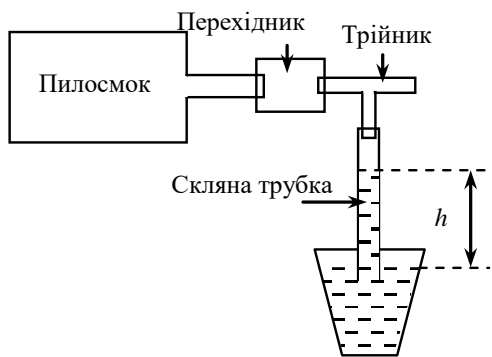 Перехідник
Трійник
Пилосмок
Скляна трубка
h